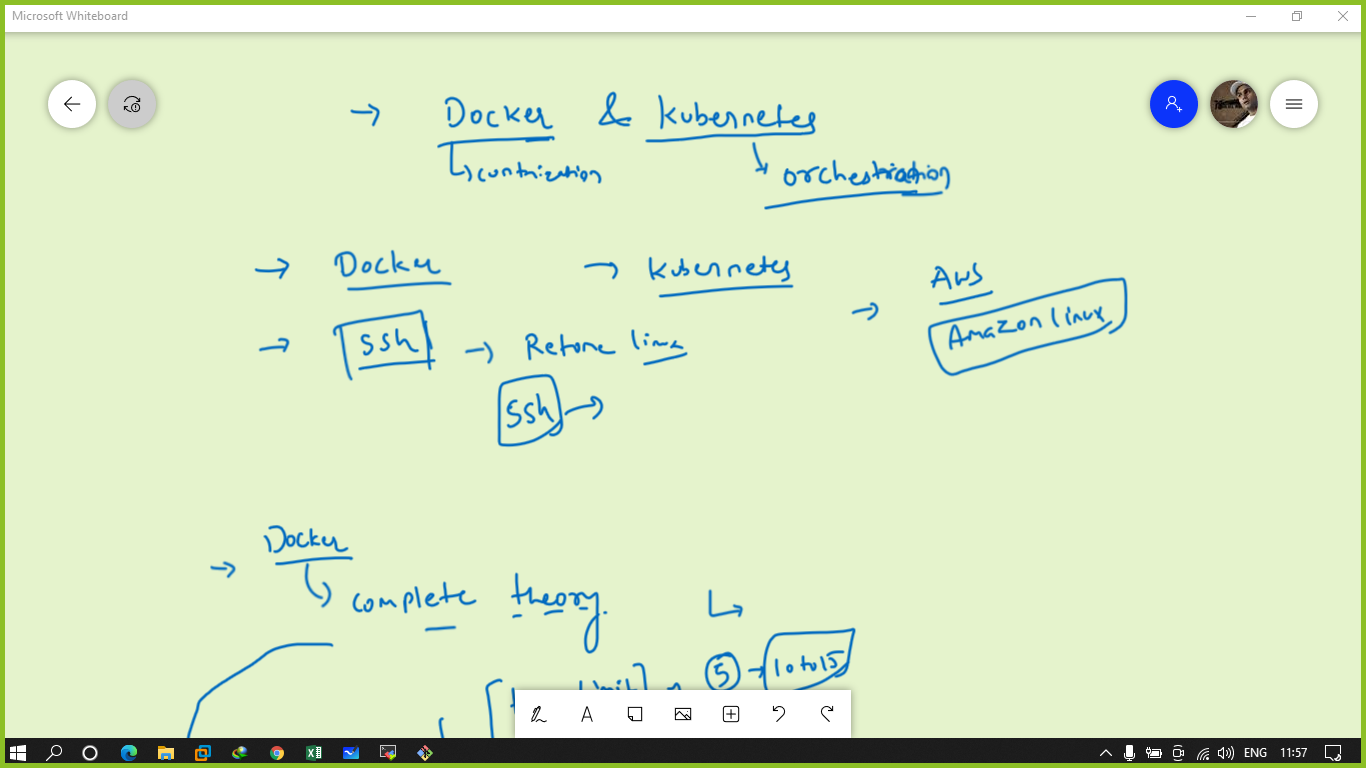 Microsoft Whiteboard
→ Docker & Kubernetes
↳ contnization
↘ orchestration
→ Docker → Kubernetes
AWS
→ Amazon linux
→ ssh → Retone linx
ssh →
→ Docker
↳ complete theory.
↳
5 → 10 to 15
ENG 11:57